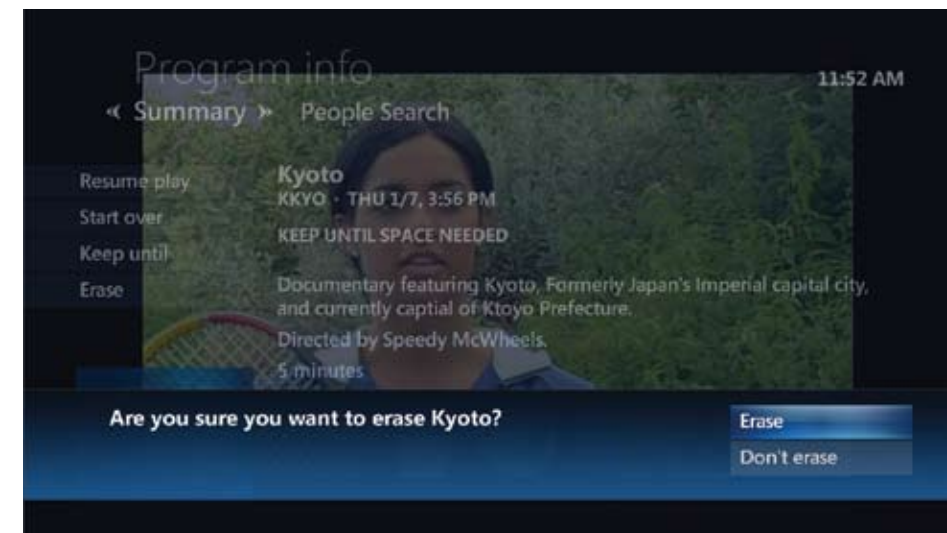 Program info
11:52 AM
« Summary » People Search
Resume play
Start over
Keep until
Erase
Kyoto
KKYO · THU 1/7, 3:56 PM
KEEP UNTIL SPACE NEEDED
Documentary featuring Kyoto, Formerly Japan's Imperial capital city,
and currently captial of Ktoyo Prefecture.
Directed by Speedy McWheels.
5 minutes
Are you sure you want to erase Kyoto?
Erase
Don't erase